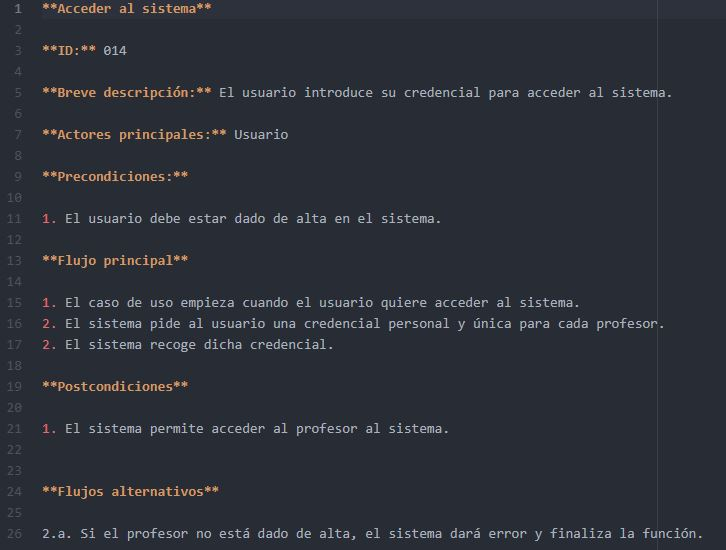 1 **Acceder al sistema**
2
3 **ID:** 014
4
5 **Breve descripción:** El usuario introduce su credencial para acceder al sistema.
6
7 **Actores principales:** Usuario
8
9 **Precondiciones:**
10
11 1. El usuario debe estar dado de alta en el sistema.
12
13 **Flujo principal**
14
15 1. El caso de uso empieza cuando el usuario quiere acceder al sistema.
16 2. El sistema pide al usuario una credencial personal y única para cada profesor.
17 2. El sistema recoge dicha credencial.
18
19 **Postcondiciones**
20
21 1. El sistema permite acceder al profesor al sistema.
22
23
24 **Flujos alternativos**
25
26 2.a. Si el profesor no está dado de alta, el sistema dará error y finaliza la función.